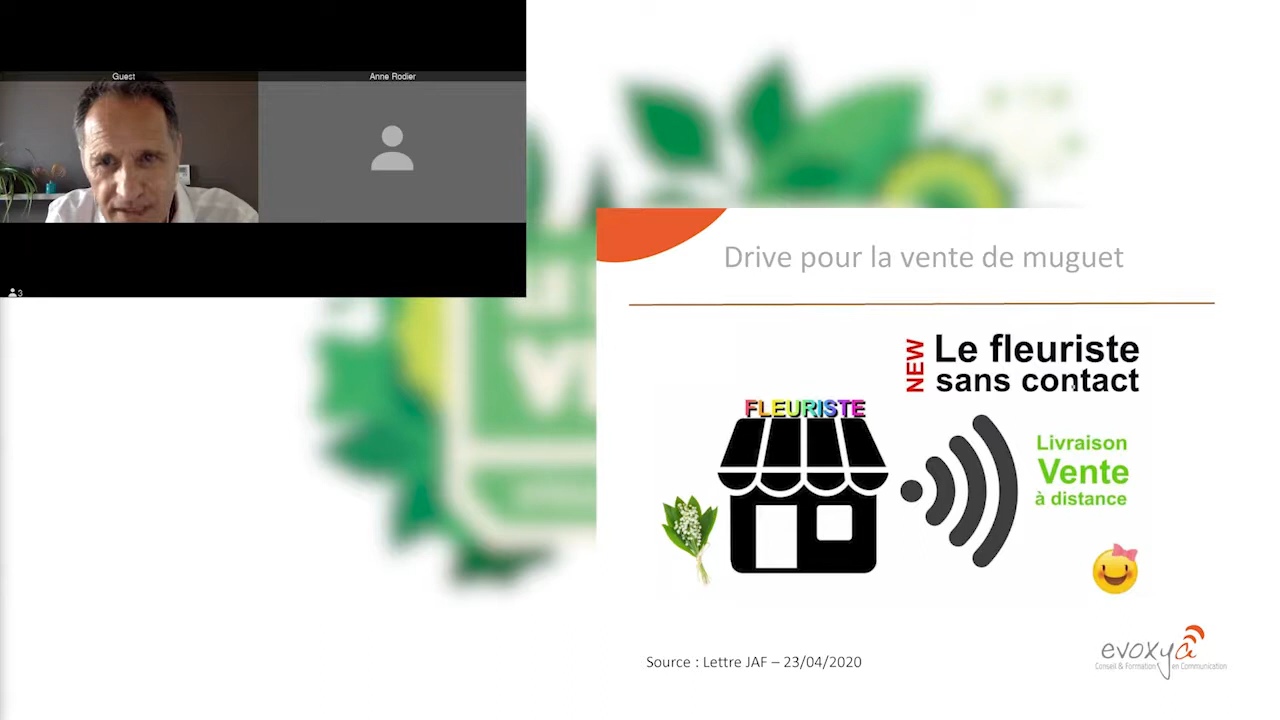 Guest
Anne Rodier
3
Drive pour la vente de muguet
NEW
Le fleuriste
sans contact
FLEURISTE
Livraison
Vente
à distance
Source : Lettre JAF – 23/04/2020
evoxya
Conseil & Formation en Communication